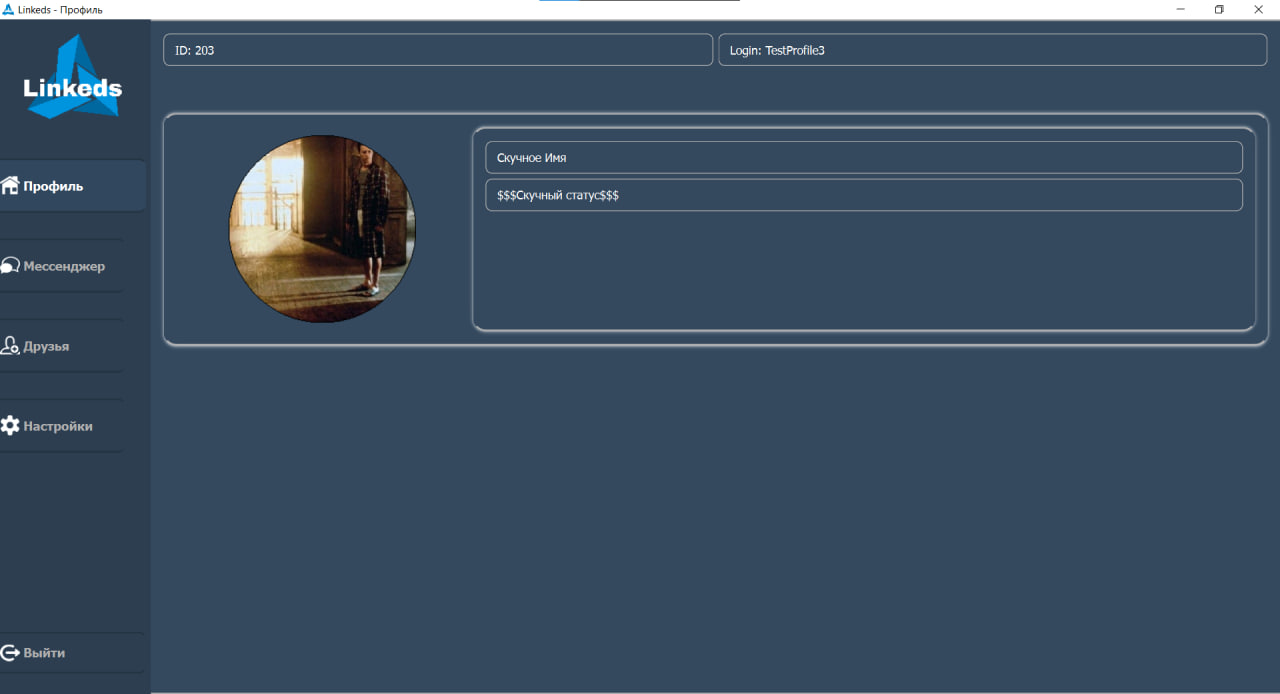 Linkeds - Профиль
Linkeds
ID: 203
Login: TestProfile3
Скучное Имя
$$$Скучный статус$$$
Профиль
Мессенджер
Друзья
Настройки
Выйти